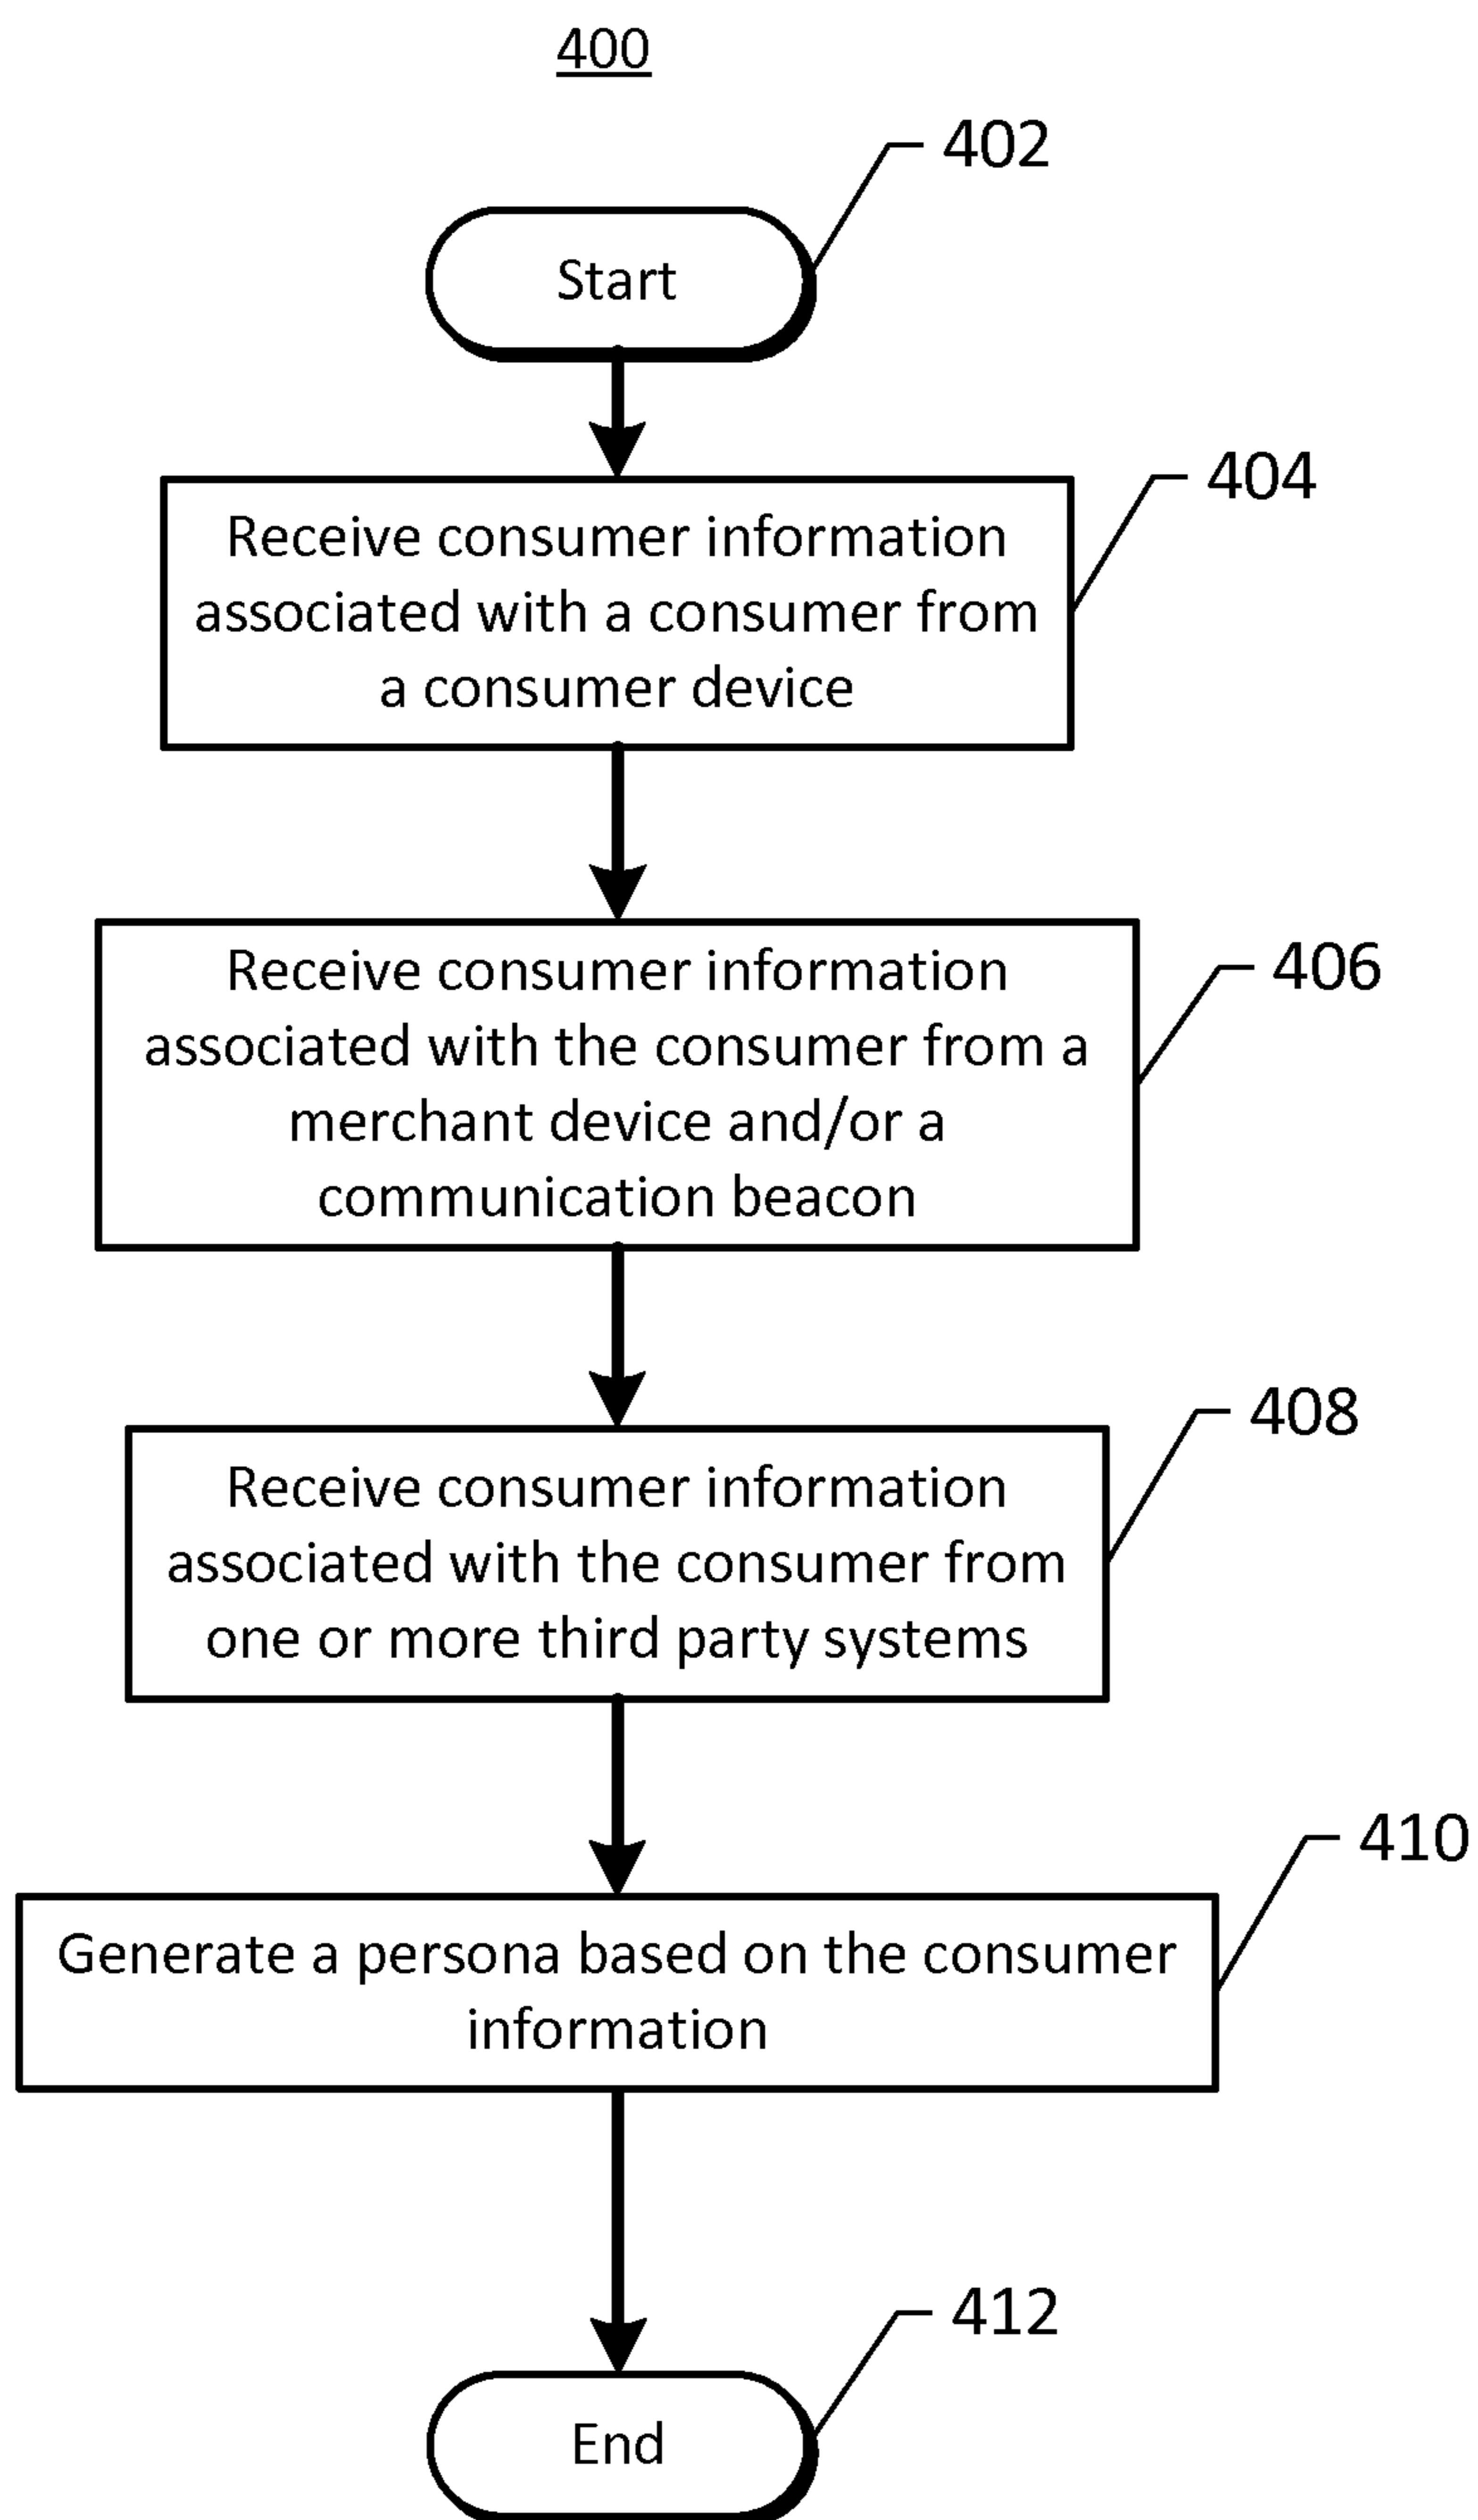 400
402
Start
404
Receive consumer information
associated with a consumer from
a consumer device
406
Receive consumer information
associated with the consumer from a
merchant device and/or a
communication beacon
408
Receive consumer information
associated with the consumer from
one or more third party systems
410
Generate a persona based on the consumer
information
412
End